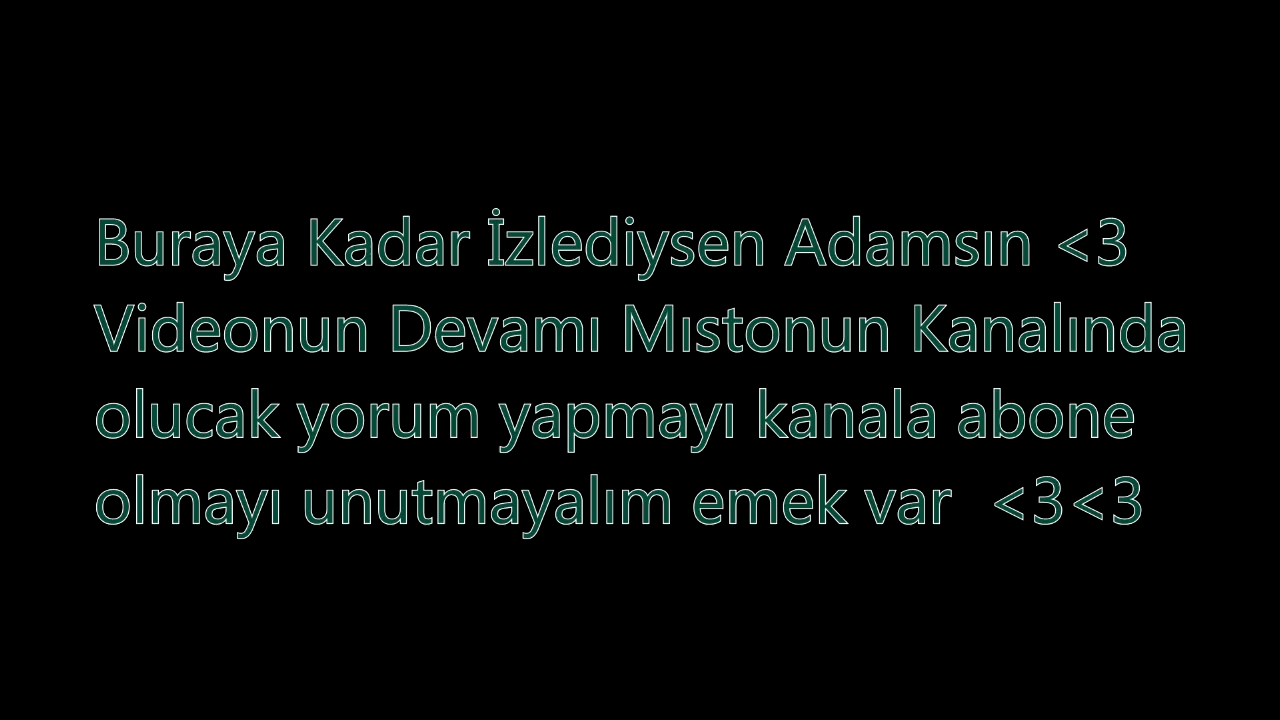 Buraya Kadar İzlediysen Adamsın <3
Videonun Devamı Mıstonun Kanalında
olucak yorum yapmayı kanala abone
olmayı unutmayalım emek var  <3<3